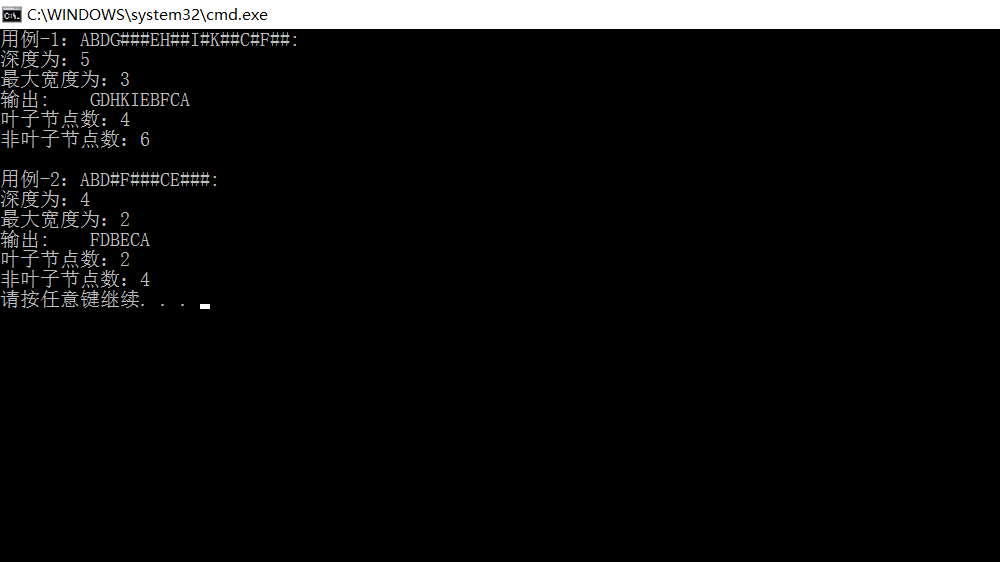 C:\WINDOWS\system32\cmd.exe
用例-1：ABDG###EH##I#K##C#F##:
深度为：5
最大宽度为：3
输出:    GDHKIEBFCA
叶子节点数：4
非叶子节点数：6
用例-2：ABD#F###CE###:
深度为：4
最大宽度为：2
输出:    FDBECA
叶子节点数：2
非叶子节点数：4
请按任意键继续. . .